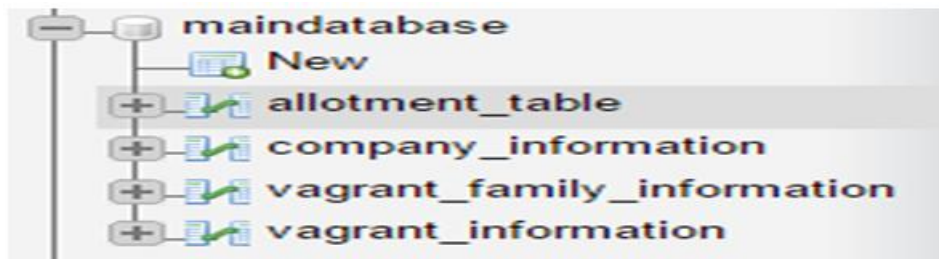 maindatabase
New
allotment_table
company_information
vagrant_family_information
vagrant_information